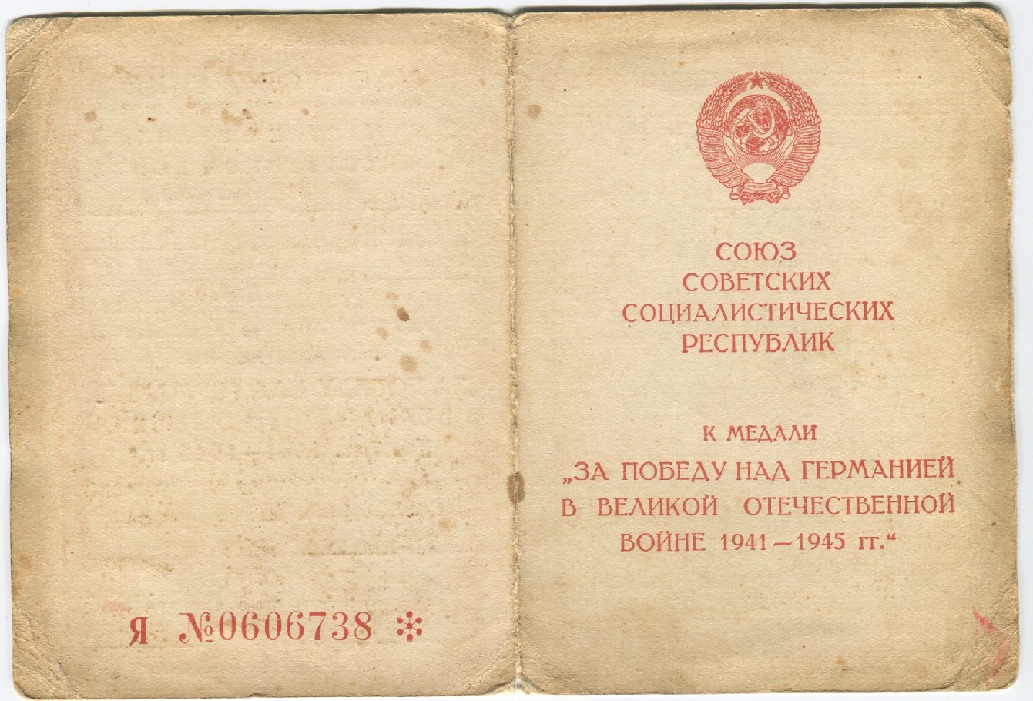 Я №0606738 *
СОЮЗ
СОВЕТСКИХ
СОЦИАЛИСТИЧЕСКИХ
РЕСПУБЛИК
К МЕДАЛИ
„ЗА ПОБЕДУ НАД ГЕРМАНИЕЙ
В ВЕЛИКОЙ ОТЕЧЕСТВЕННОЙ
ВОЙНЕ 1941—1945 гг.“